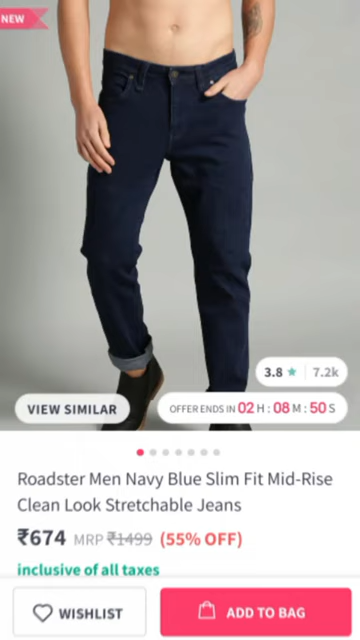 NEW
3.8 ★ | 7.2k
VIEW SIMILAR
OFFER ENDS IN 02 H : 08 M : 50 S
Roadster Men Navy Blue Slim Fit Mid-Rise
Clean Look Stretchable Jeans
₹674 MRP ₹1499 (55% OFF)
inclusive of all taxes
WISHLIST
ADD TO BAG